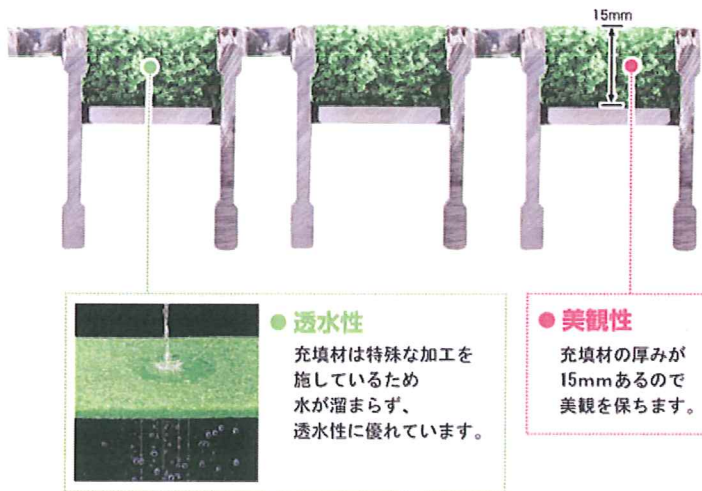 15mm
● 透水性
充填材は特殊な加工を
施しているため
水が溜まらず、
透水性に優れています。
● 美観性
充填材の厚みが
15mmあるので
美観を保ちます。